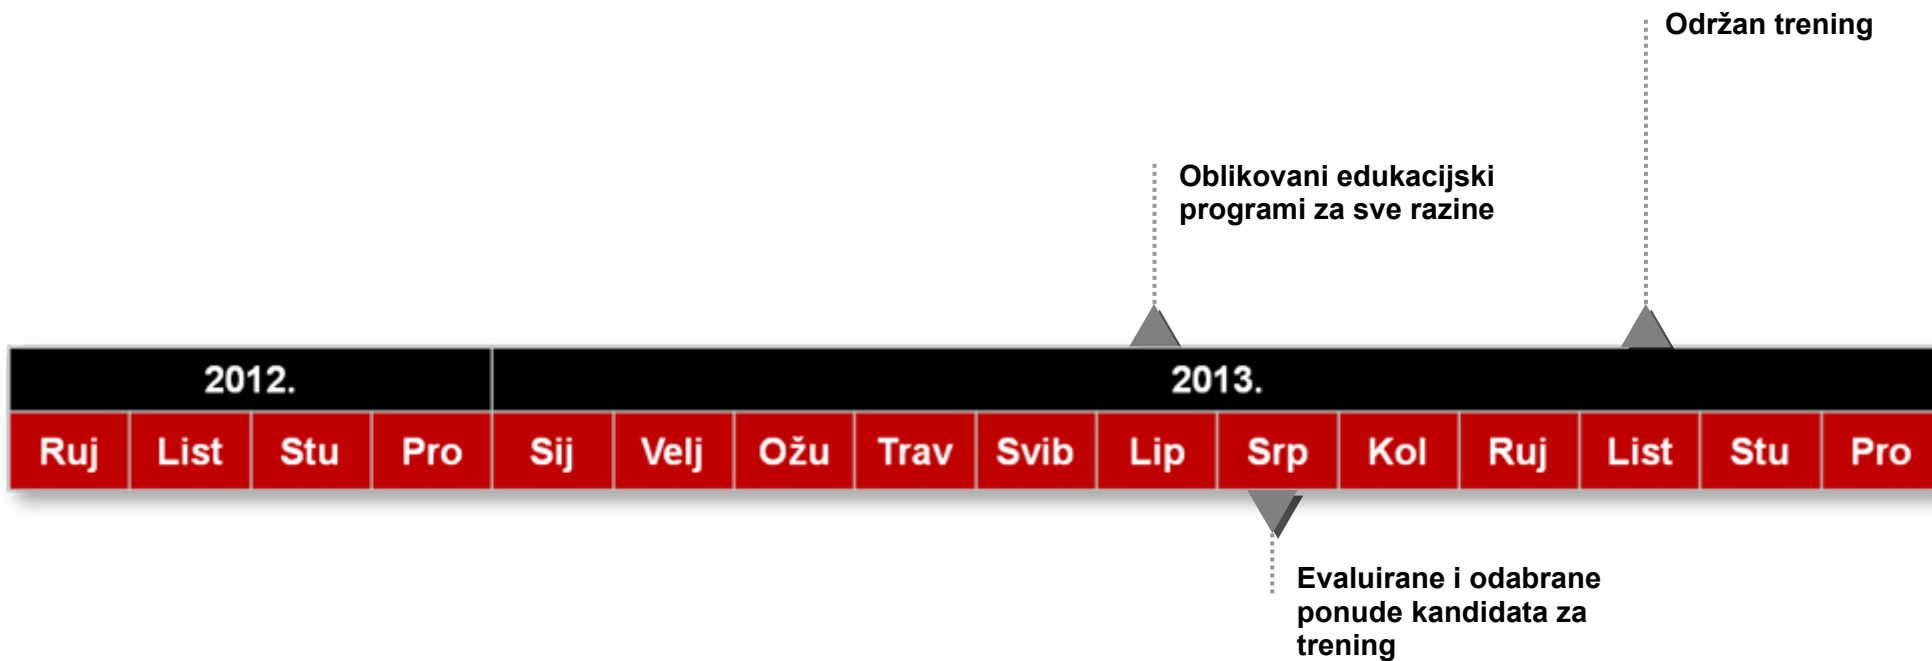 Održan trening
Oblikovani edukacijski
programi za sve razine
2012. 2013.
Ruj List Stu Pro Sij Velj Ožu Trav Svib Lip Srp Kol Ruj List Stu Pro
Evaluirane i odabrane
ponude kandidata za
trening